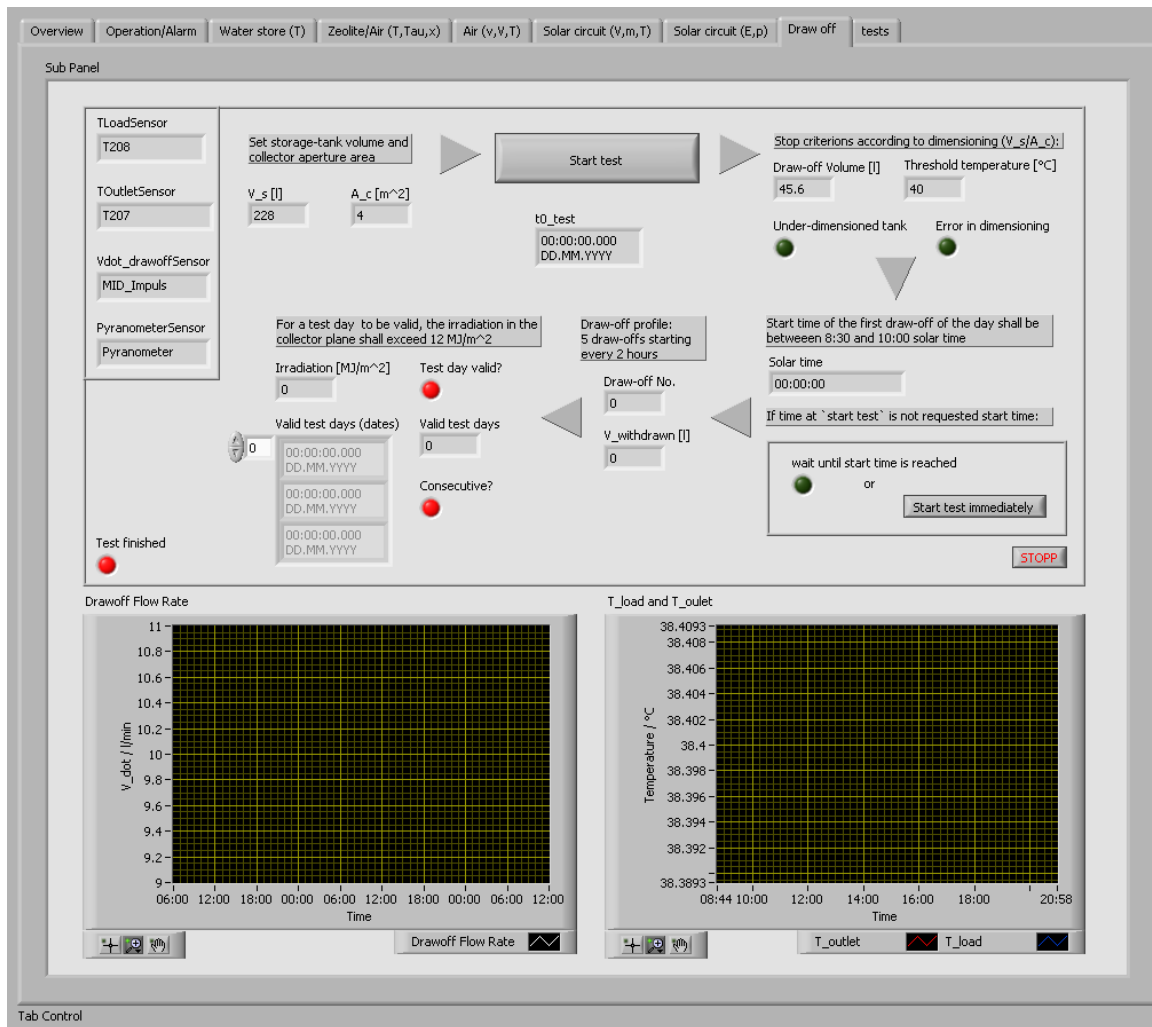 Overview
Operation/Alarm
Water store (T)
Zeolite/Air (T,Tau,x)
Air (v,V,T)
Solar circuit (V,m,T)
Solar circuit (E,p)
Draw off
tests
Sub Panel
TLoadSensor
T208
TOutletSensor
T207
Vdot_drawoffSensor
MID_Impuls
PyranometerSensor
Pyranometer
Set storage-tank volume and
collector aperture area
V_s [l]
228
A_c [m^2]
4
Start test
t0_test
00:00:00.000
DD.MM.YYYY
Stop criterions according to dimensioning (V_s/A_c):
Draw-off Volume [l]
45.6
Threshold temperature [°C]
40
Under-dimensioned tank
Error in dimensioning
Start time of the first draw-off of the day shall be
betweeen 8:30 and 10:00 solar time
Solar time
00:00:00
If time at `start test` is not requested start time:
wait until start time is reached
or
Start test immediately
STOPP
Draw-off profile:
5 draw-offs starting
every 2 hours
Draw-off No.
0
V_withdrawn [l]
0
For a test day  to be valid, the irradiation in the
collector plane shall exceed 12 MJ/m^2
Irradiation [MJ/m^2]
0
Test day valid?
Valid test days (dates)
0
00:00:00.000
DD.MM.YYYY
00:00:00.000
DD.MM.YYYY
00:00:00.000
DD.MM.YYYY
Valid test days
0
Consecutive?
Test finished
Drawoff Flow Rate
11
10.8
10.6
10.4
10.2
10
9.8
9.6
9.4
9.2
9
V_dot / l/min
06:00 12:00 18:00 00:00 06:00 12:00 18:00 00:00 06:00 12:00
Time
Drawoff Flow Rate
T_load and T_oulet
38.4093
38.408
38.406
38.404
38.402
38.4
38.398
38.396
38.394
38.392
38.3893
Temperature / °C
08:44 10:00 12:00 14:00 16:00 18:00 20:58
Time
T_outlet
T_load
Tab Control